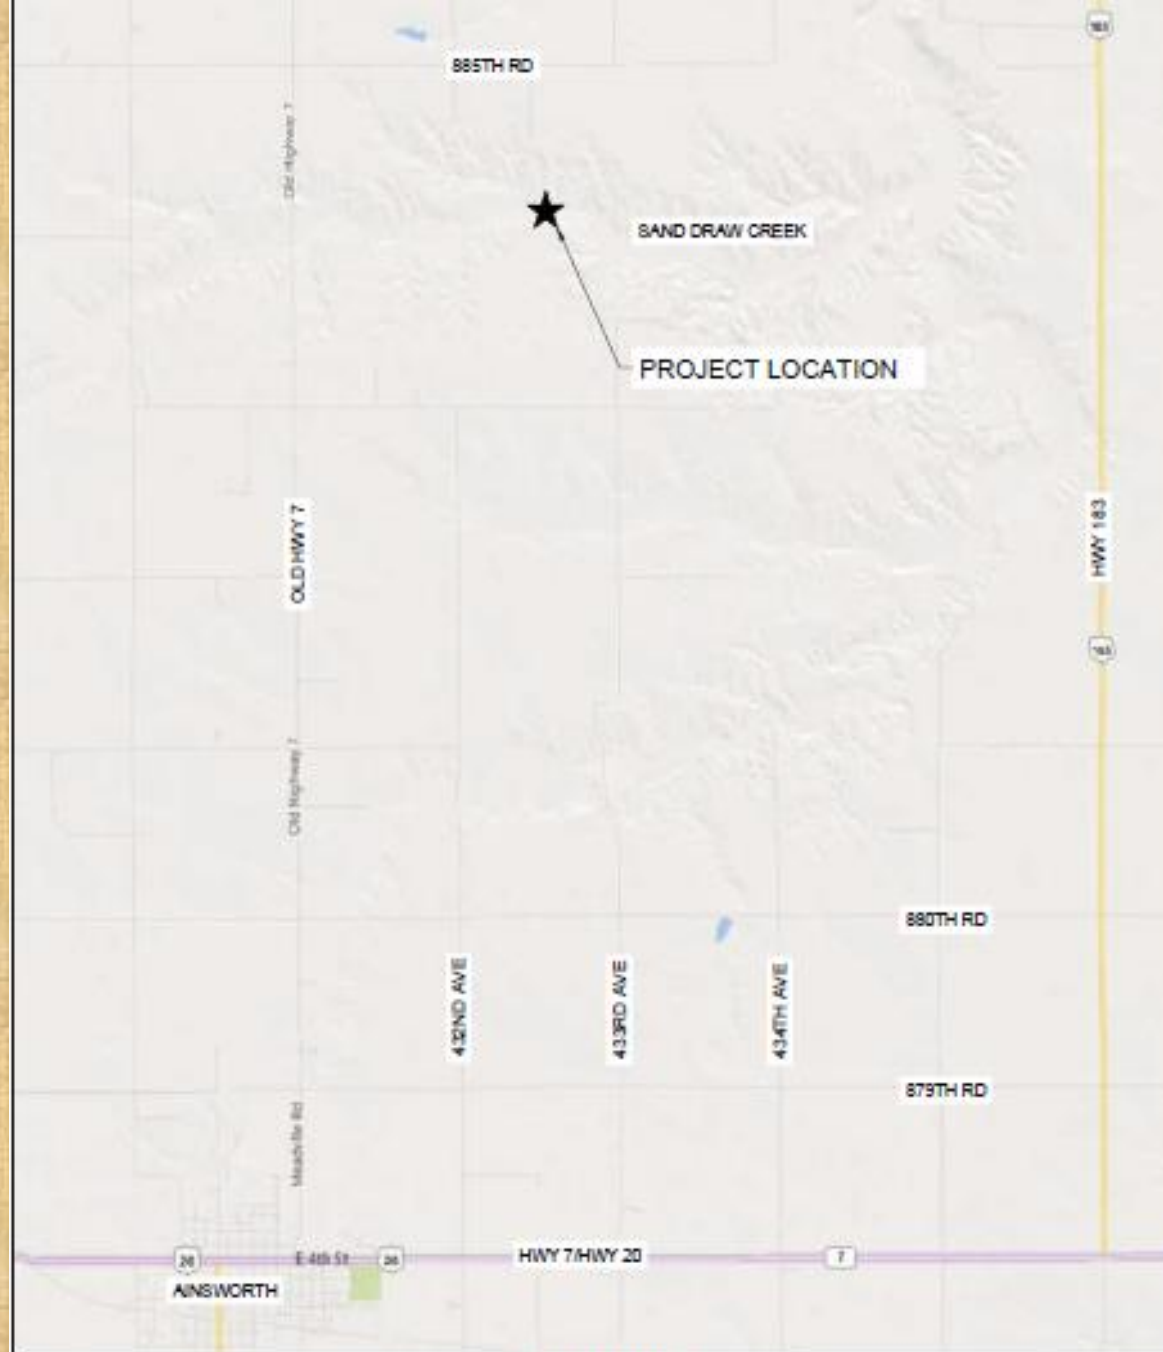 183
885TH RD
Old Highway 7
SAND DRAW CREEK
PROJECT LOCATION
OLD HWY 7
HWY 183
183
Old Highway 7
880TH RD
432ND AVE
433RD AVE
434TH AVE
879TH RD
Meadville Rd
20
E 4th St
20
HWY 7/HWY 20
7
AINSWORTH